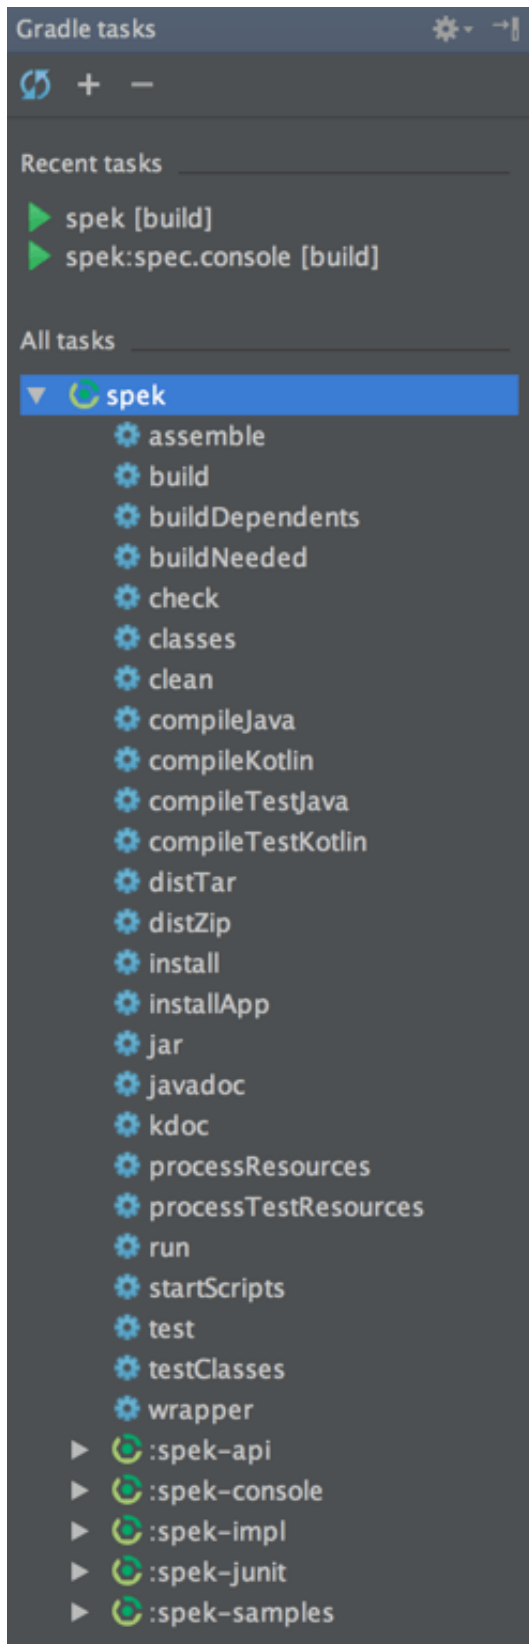 Gradle tasks
Recent tasks
spek [build]
spek:spec.console [build]
All tasks
spek
assemble
build
buildDependents
buildNeeded
check
classes
clean
compileJava
compileKotlin
compileTestJava
compileTestKotlin
distTar
distZip
install
installApp
jar
javadoc
kdoc
processResources
processTestResources
run
startScripts
test
testClasses
wrapper
:spek-api
:spek-console
:spek-impl
:spek-junit
:spek-samples